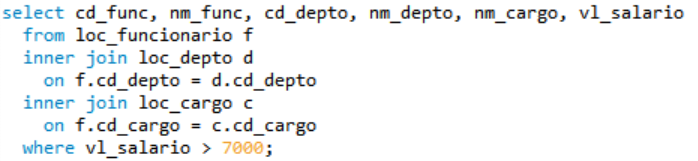 select cd_func, nm_func, cd_depto, nm_depto, nm_cargo, vl_salario
from loc_funcionario f
inner join loc_depto d
on f.cd_depto = d.cd_depto
inner join loc_cargo c
on f.cd_cargo = c.cd_cargo
where vl_salario > 7000;